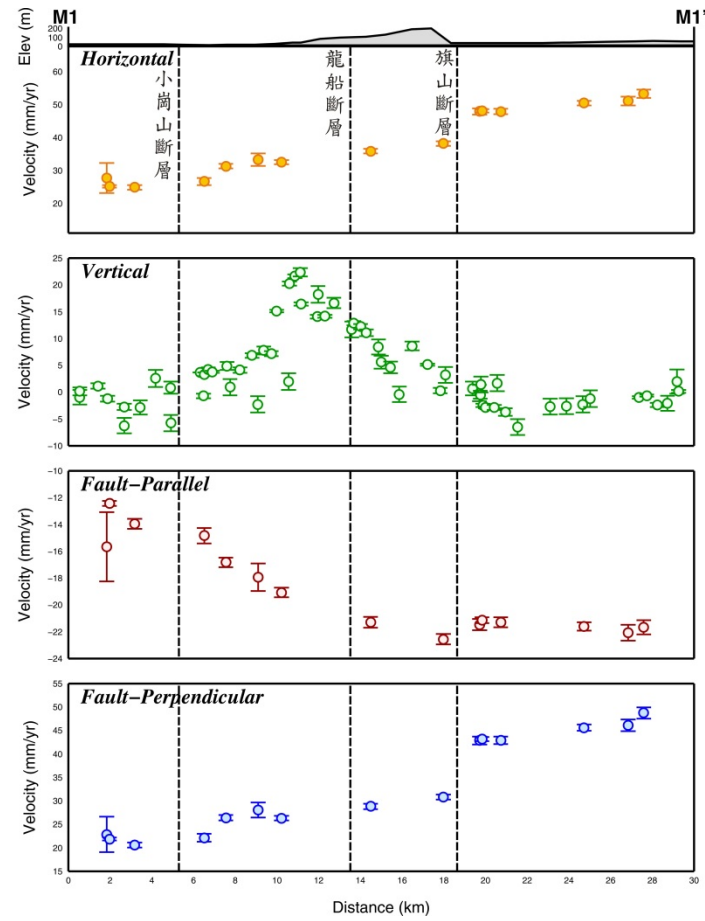 M1
M1'
Elev (m)
200
100
0
Horizontal
小崗山斷層
龍船斷層
旗山斷層
Velocity (mm/yr)
60
50
40
30
20
Vertical
Velocity (mm/yr)
25
20
15
10
5
0
−5
−10
Fault−Parallel
Velocity (mm/yr)
−10
−12
−14
−16
−18
−20
−22
−24
Fault−Perpendicular
Velocity (mm/yr)
55
50
45
40
35
30
25
20
15
0 2 4 6 8 10 12 14 16 18 20 22 24 26 28 30
Distance (km)